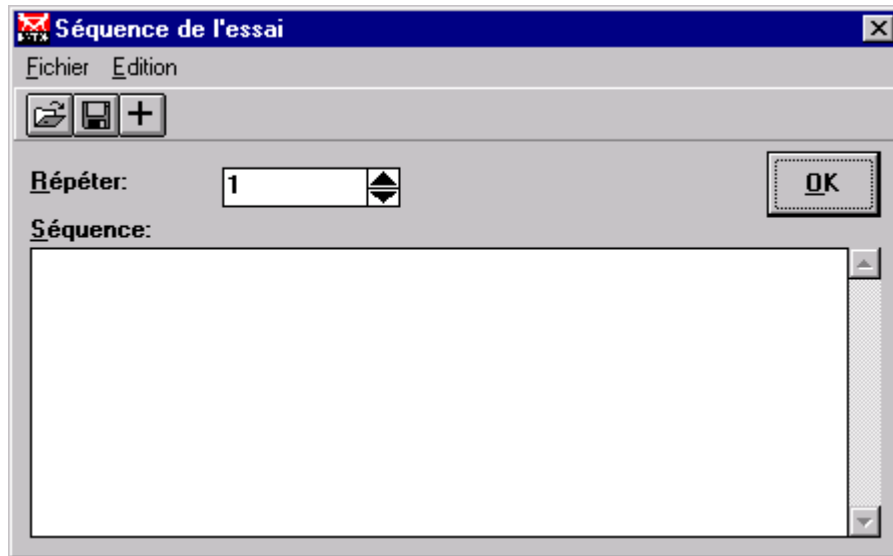 Séquence de l'essai
Fichier Edition
Répéter: 1
OK
Séquence: